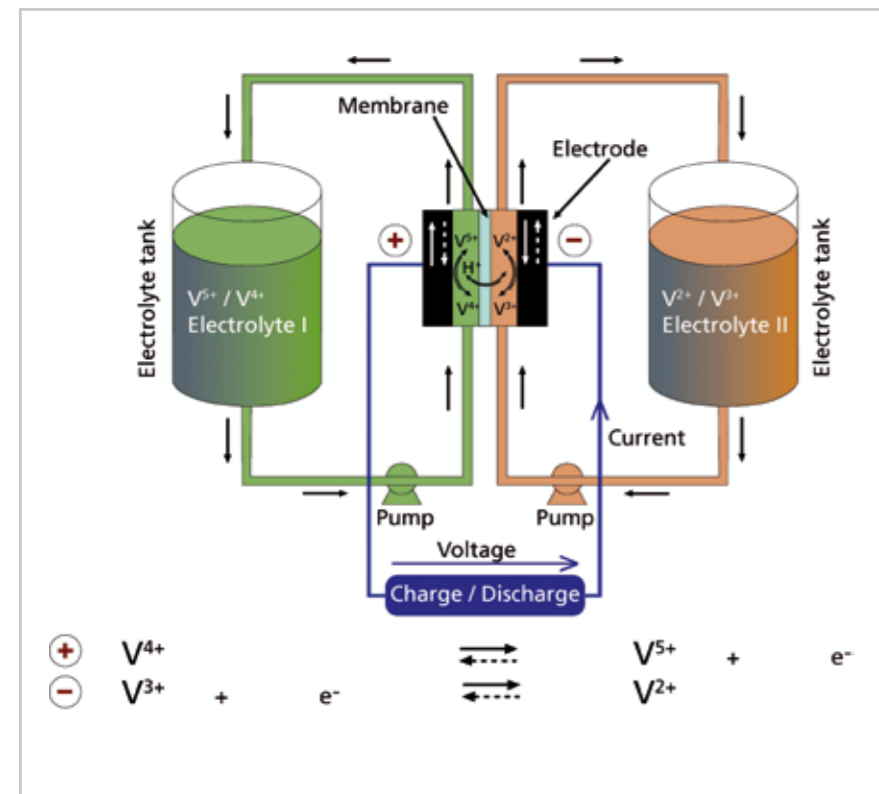 Membrane
Electrode
Electrolyte tank
+
−
V⁵⁺
V²⁺
H⁺
V⁴⁺
V³⁺
V⁵⁺ / V⁴⁺
Electrolyte I
V²⁺ / V³⁺
Electrolyte II
Electrolyte tank
Current
Pump
Pump
Voltage
Charge / Discharge
+ V⁴⁺ V⁵⁺ + e⁻
− V³⁺ + e⁻ V²⁺